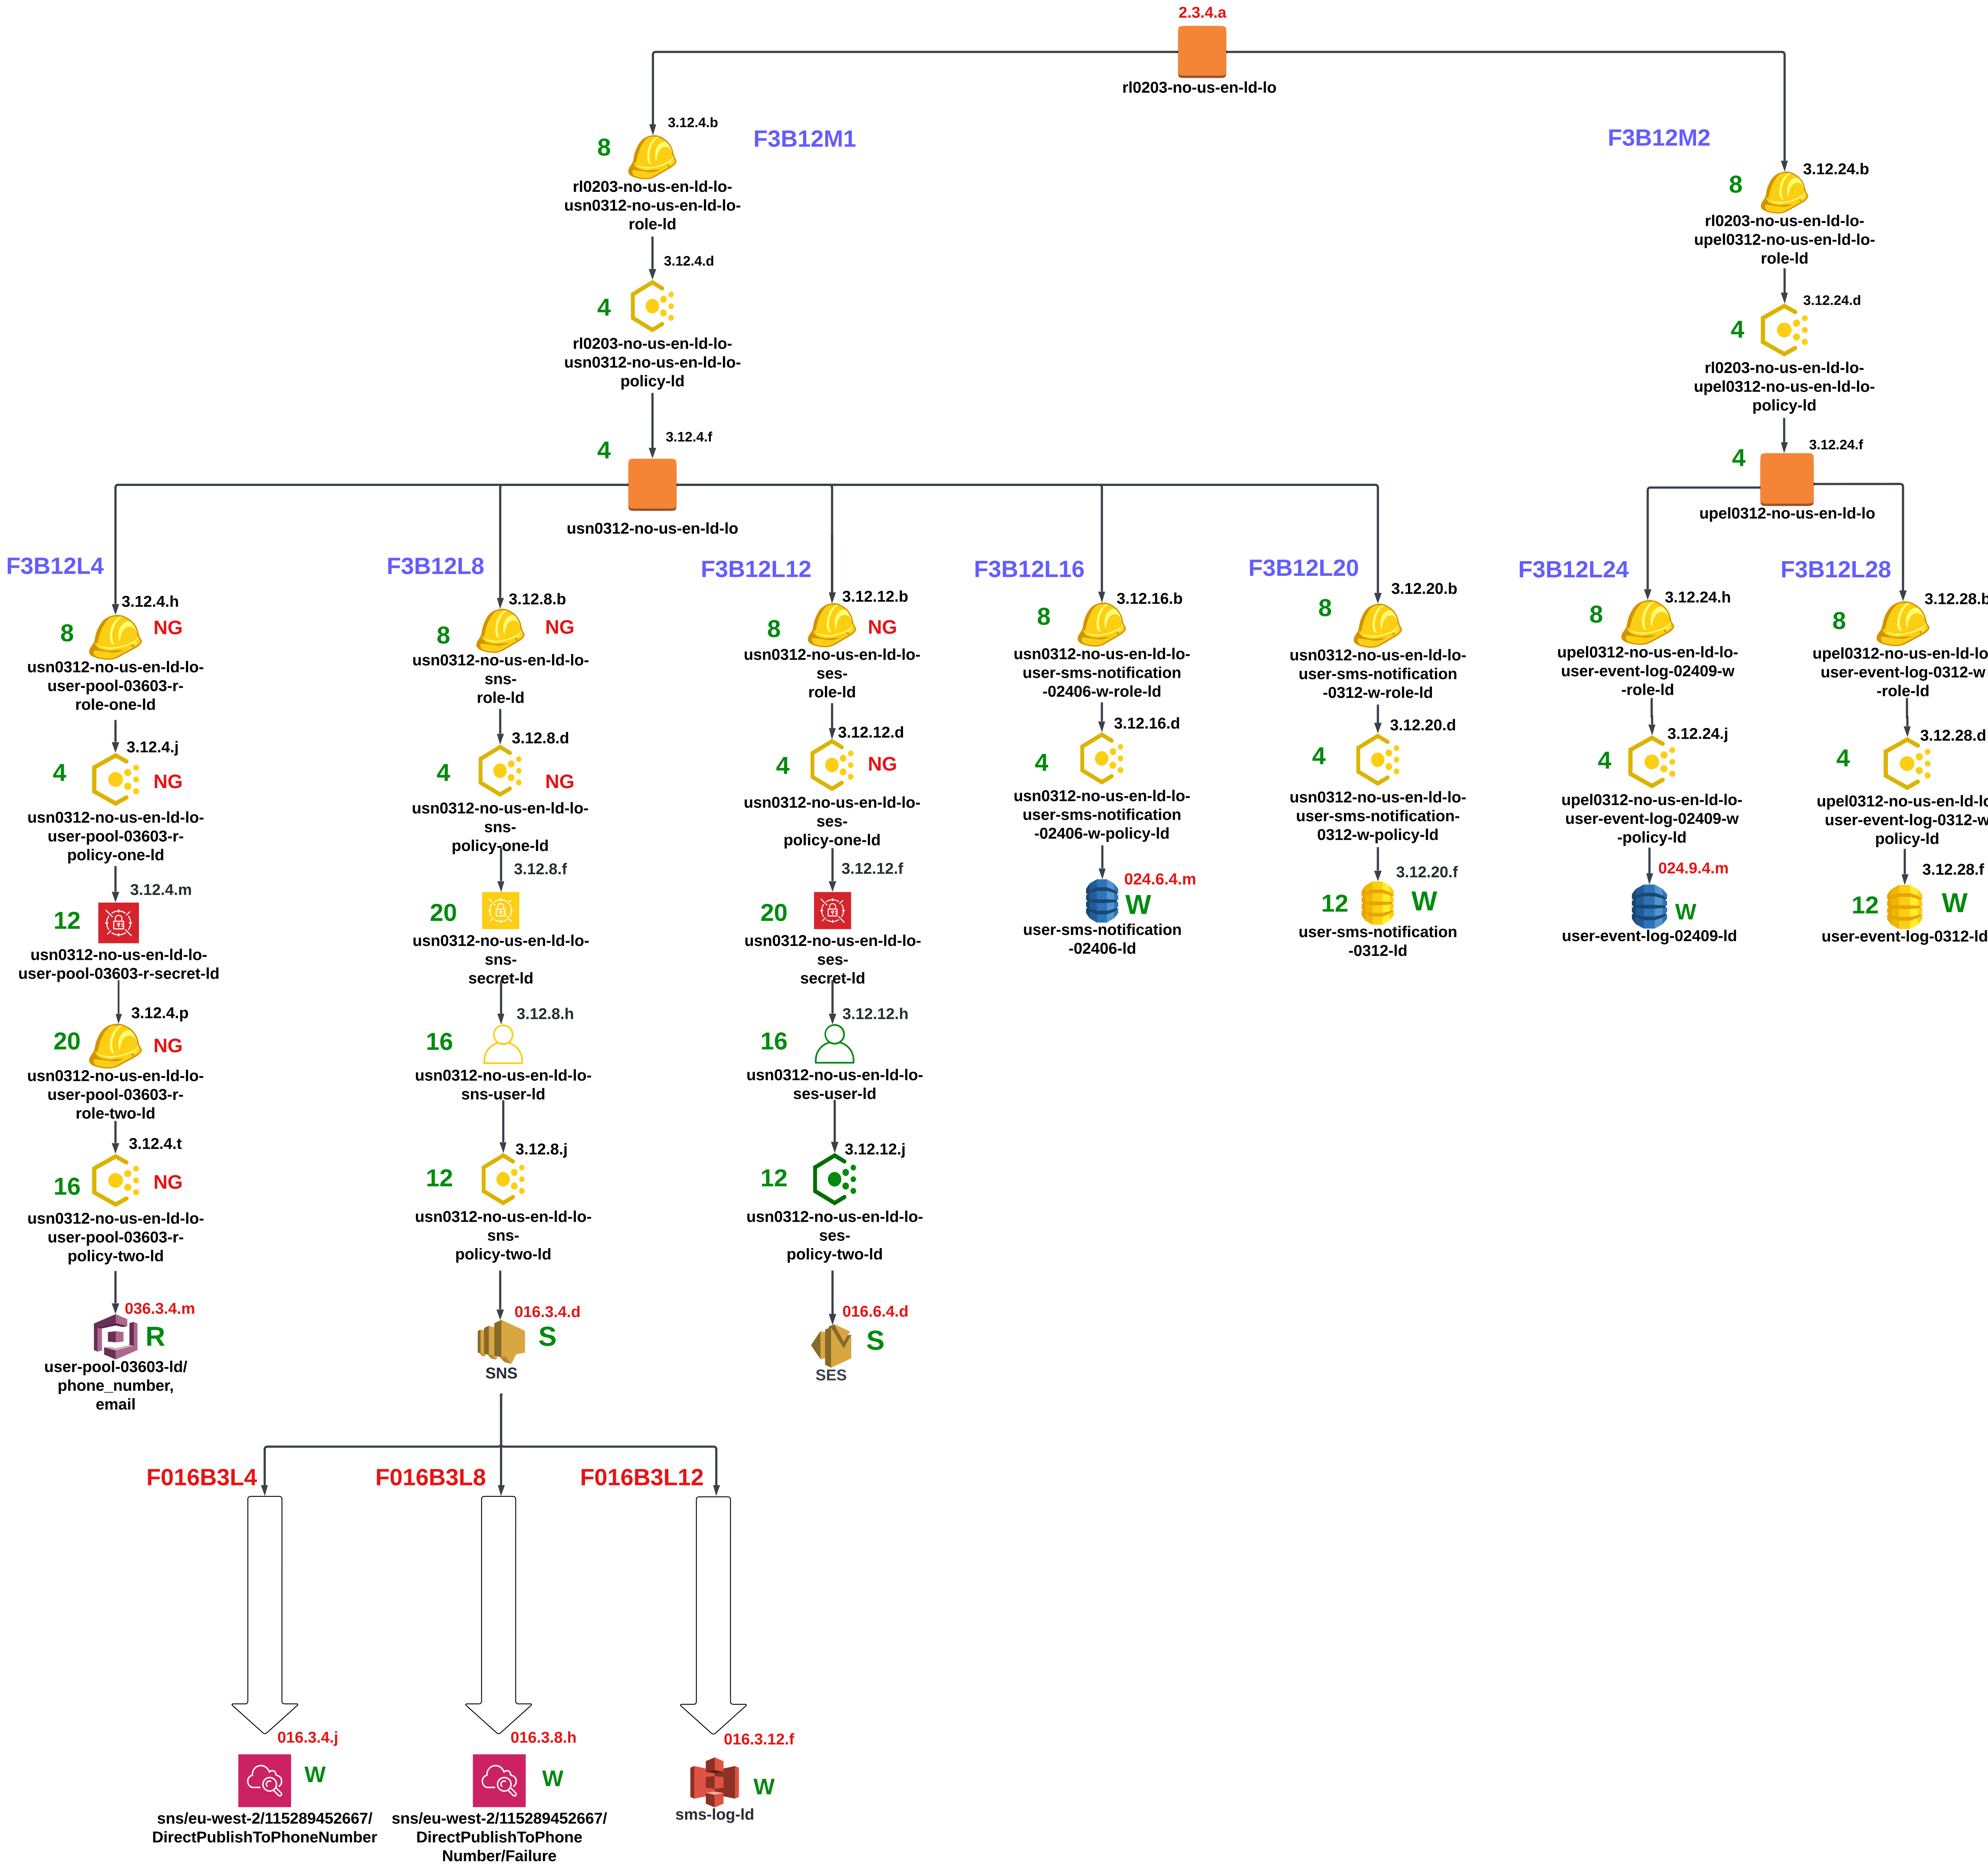 2.3.4.a
rl0203-no-us-en-ld-lo
3.12.4.b
F3B12M1
8
rl0203-no-us-en-ld-lo-
usn0312-no-us-en-ld-lo-
role-ld
3.12.4.d
4
rl0203-no-us-en-ld-lo-
usn0312-no-us-en-ld-lo-
policy-ld
3.12.4.f
4
usn0312-no-us-en-ld-lo
F3B12M2
3.12.24.b
8
rl0203-no-us-en-ld-lo-
upel0312-no-us-en-ld-lo-
role-ld
3.12.24.d
4
rl0203-no-us-en-ld-lo-
upel0312-no-us-en-ld-lo-
policy-ld
3.12.24.f
4
upel0312-no-us-en-ld-lo
F3B12L4
3.12.4.h
8
NG
usn0312-no-us-en-ld-lo-
user-pool-03603-r-
role-one-ld
3.12.4.j
4
NG
usn0312-no-us-en-ld-lo-
user-pool-03603-r-
policy-one-ld
3.12.4.m
12
usn0312-no-us-en-ld-lo-
user-pool-03603-r-secret-ld
3.12.4.p
20
NG
usn0312-no-us-en-ld-lo-
user-pool-03603-r-
role-two-ld
3.12.4.t
16
NG
usn0312-no-us-en-ld-lo-
user-pool-03603-r-
policy-two-ld
036.3.4.m
R
user-pool-03603-ld/
phone_number,
email
F3B12L8
3.12.8.b
8
NG
usn0312-no-us-en-ld-lo-
sns-
role-ld
3.12.8.d
4
NG
usn0312-no-us-en-ld-lo-
sns-
policy-one-ld
3.12.8.f
20
usn0312-no-us-en-ld-lo-
sns-
secret-ld
3.12.8.h
16
usn0312-no-us-en-ld-lo-
sns-user-ld
3.12.8.j
12
usn0312-no-us-en-ld-lo-
sns-
policy-two-ld
016.3.4.d
S
SNS
F3B12L12
3.12.12.b
8
NG
usn0312-no-us-en-ld-lo-
ses-
role-ld
3.12.12.d
4
NG
usn0312-no-us-en-ld-lo-
ses-
policy-one-ld
3.12.12.f
20
usn0312-no-us-en-ld-lo-
ses-
secret-ld
3.12.12.h
16
usn0312-no-us-en-ld-lo-
ses-user-ld
3.12.12.j
12
usn0312-no-us-en-ld-lo-
ses-
policy-two-ld
016.6.4.d
S
SES
F3B12L16
3.12.16.b
8
usn0312-no-us-en-ld-lo-
user-sms-notification
-02406-w-role-ld
3.12.16.d
4
usn0312-no-us-en-ld-lo-
user-sms-notification
-02406-w-policy-ld
024.6.4.m
W
user-sms-notification
-02406-ld
F3B12L20
3.12.20.b
8
usn0312-no-us-en-ld-lo-
user-sms-notification
-0312-w-role-ld
3.12.20.d
4
usn0312-no-us-en-ld-lo-
user-sms-notification-
0312-w-policy-ld
3.12.20.f
12
W
user-sms-notification
-0312-ld
F3B12L24
3.12.24.h
8
upel0312-no-us-en-ld-lo-
user-event-log-02409-w
-role-ld
3.12.24.j
4
upel0312-no-us-en-ld-lo-
user-event-log-02409-w
-policy-ld
024.9.4.m
W
user-event-log-02409-ld
F3B12L28
3.12.28.b
8
upel0312-no-us-en-ld-lo
user-event-log-0312-w
-role-ld
3.12.28.d
4
upel0312-no-us-en-ld-lo
user-event-log-0312-w
policy-ld
3.12.28.f
12
W
user-event-log-0312-ld
F016B3L4
016.3.4.j
W
sns/eu-west-2/115289452667/
DirectPublishToPhoneNumber
F016B3L8
016.3.8.h
W
sns/eu-west-2/115289452667/
DirectPublishToPhone
Number/Failure
F016B3L12
016.3.12.f
W
sms-log-ld